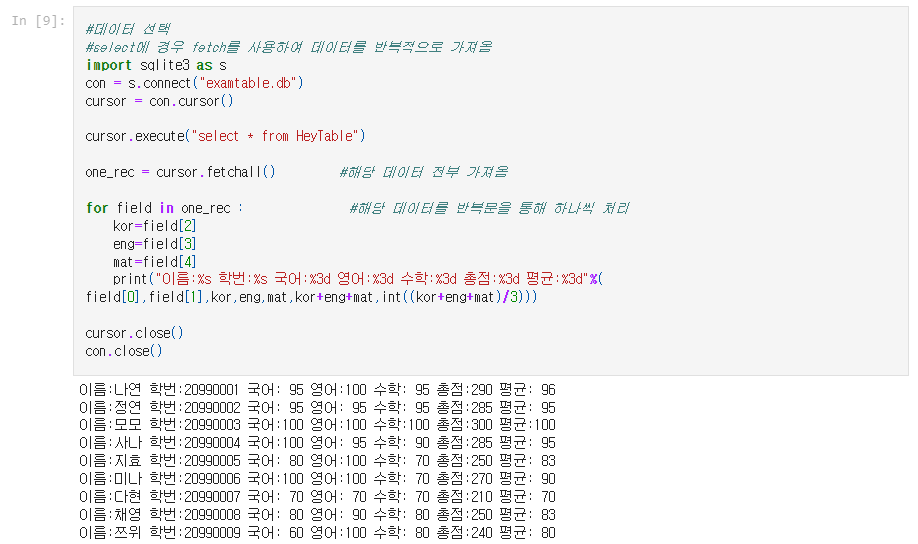 In [9]:
#데이터 선택
#select에 경우 fetch를 사용하여 데이터를 반복적으로 가져옴
import sqlite3 as s
con = s.connect("examtable.db")
cursor = con.cursor()
cursor.execute("select * from HeyTable")
one_rec = cursor.fetchall() #해당 데이터 전부 가져옴
for field in one_rec : #해당 데이터를 반복문을 통해 하나씩 처리
kor=field[2]
eng=field[3]
mat=field[4]
print("이름:%s 학번:%s 국어:%3d 영어:%3d 수학:%3d 총점:%3d 평균:%3d"%(
field[0],field[1],kor,eng,mat,kor+eng+mat,int((kor+eng+mat)/3)))
cursor.close()
con.close()
이름:나연 학번:20990001 국어: 95 영어:100 수학: 95 총점:290 평균: 96
이름:정연 학번:20990002 국어: 95 영어: 95 수학: 95 총점:285 평균: 95
이름:모모 학번:20990003 국어:100 영어:100 수학:100 총점:300 평균:100
이름:사나 학번:20990004 국어:100 영어: 95 수학: 90 총점:285 평균: 95
이름:지효 학번:20990005 국어: 80 영어:100 수학: 70 총점:250 평균: 83
이름:미나 학번:20990006 국어:100 영어:100 수학: 70 총점:270 평균: 90
이름:다현 학번:20990007 국어: 70 영어: 70 수학: 70 총점:210 평균: 70
이름:채영 학번:20990008 국어: 80 영어: 90 수학: 80 총점:250 평균: 83
이름:쯔위 학번:20990009 국어: 60 영어:100 수학: 80 총점:240 평균: 80